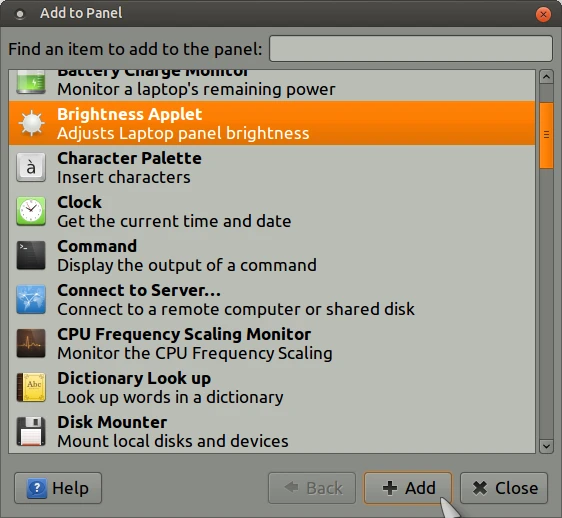 Add to Panel
Find an item to add to the panel:
Battery Charge Monitor
Monitor a laptop's remaining power
Brightness Applet
Adjusts Laptop panel brightness
Character Palette
Insert characters
Clock
Get the current time and date
Command
Display the output of a command
Connect to Server...
Connect to a remote computer or shared disk
CPU Frequency Scaling Monitor
Monitor the CPU Frequency Scaling
Dictionary Look up
Look up words in a dictionary
Disk Mounter
Mount local disks and devices
Help Back Add Close